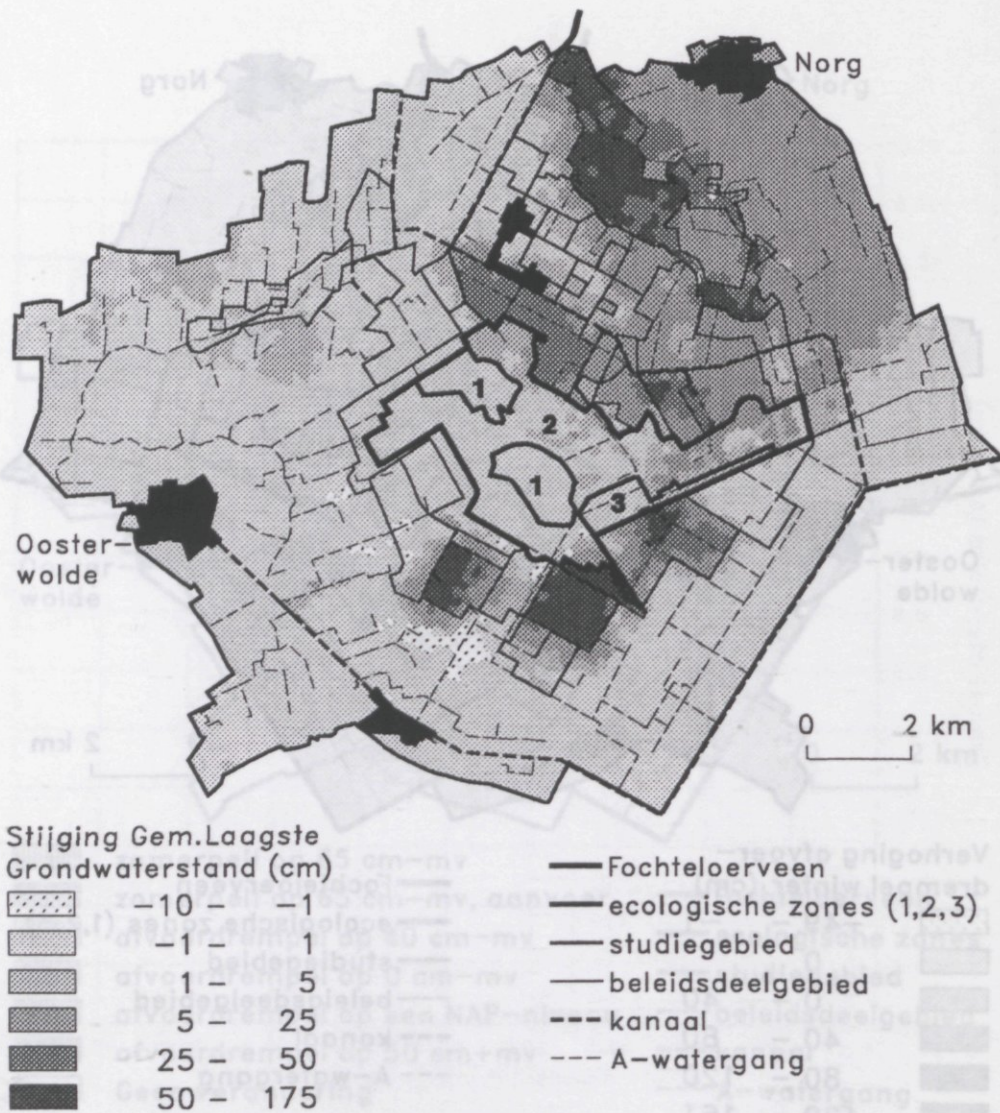 Norg
1
2
1
3
Ooster-
wolde
0 2 km
Stijging Gem.Laagste
Grondwaterstand (cm)
-10 - -1
-1 - 1
1 - 5
5 - 25
25 - 50
50 - 175
Fochteloerveen
ecologische zones (1,2,3)
studiegebied
beleidsdeelgebied
kanaal
A-watergang